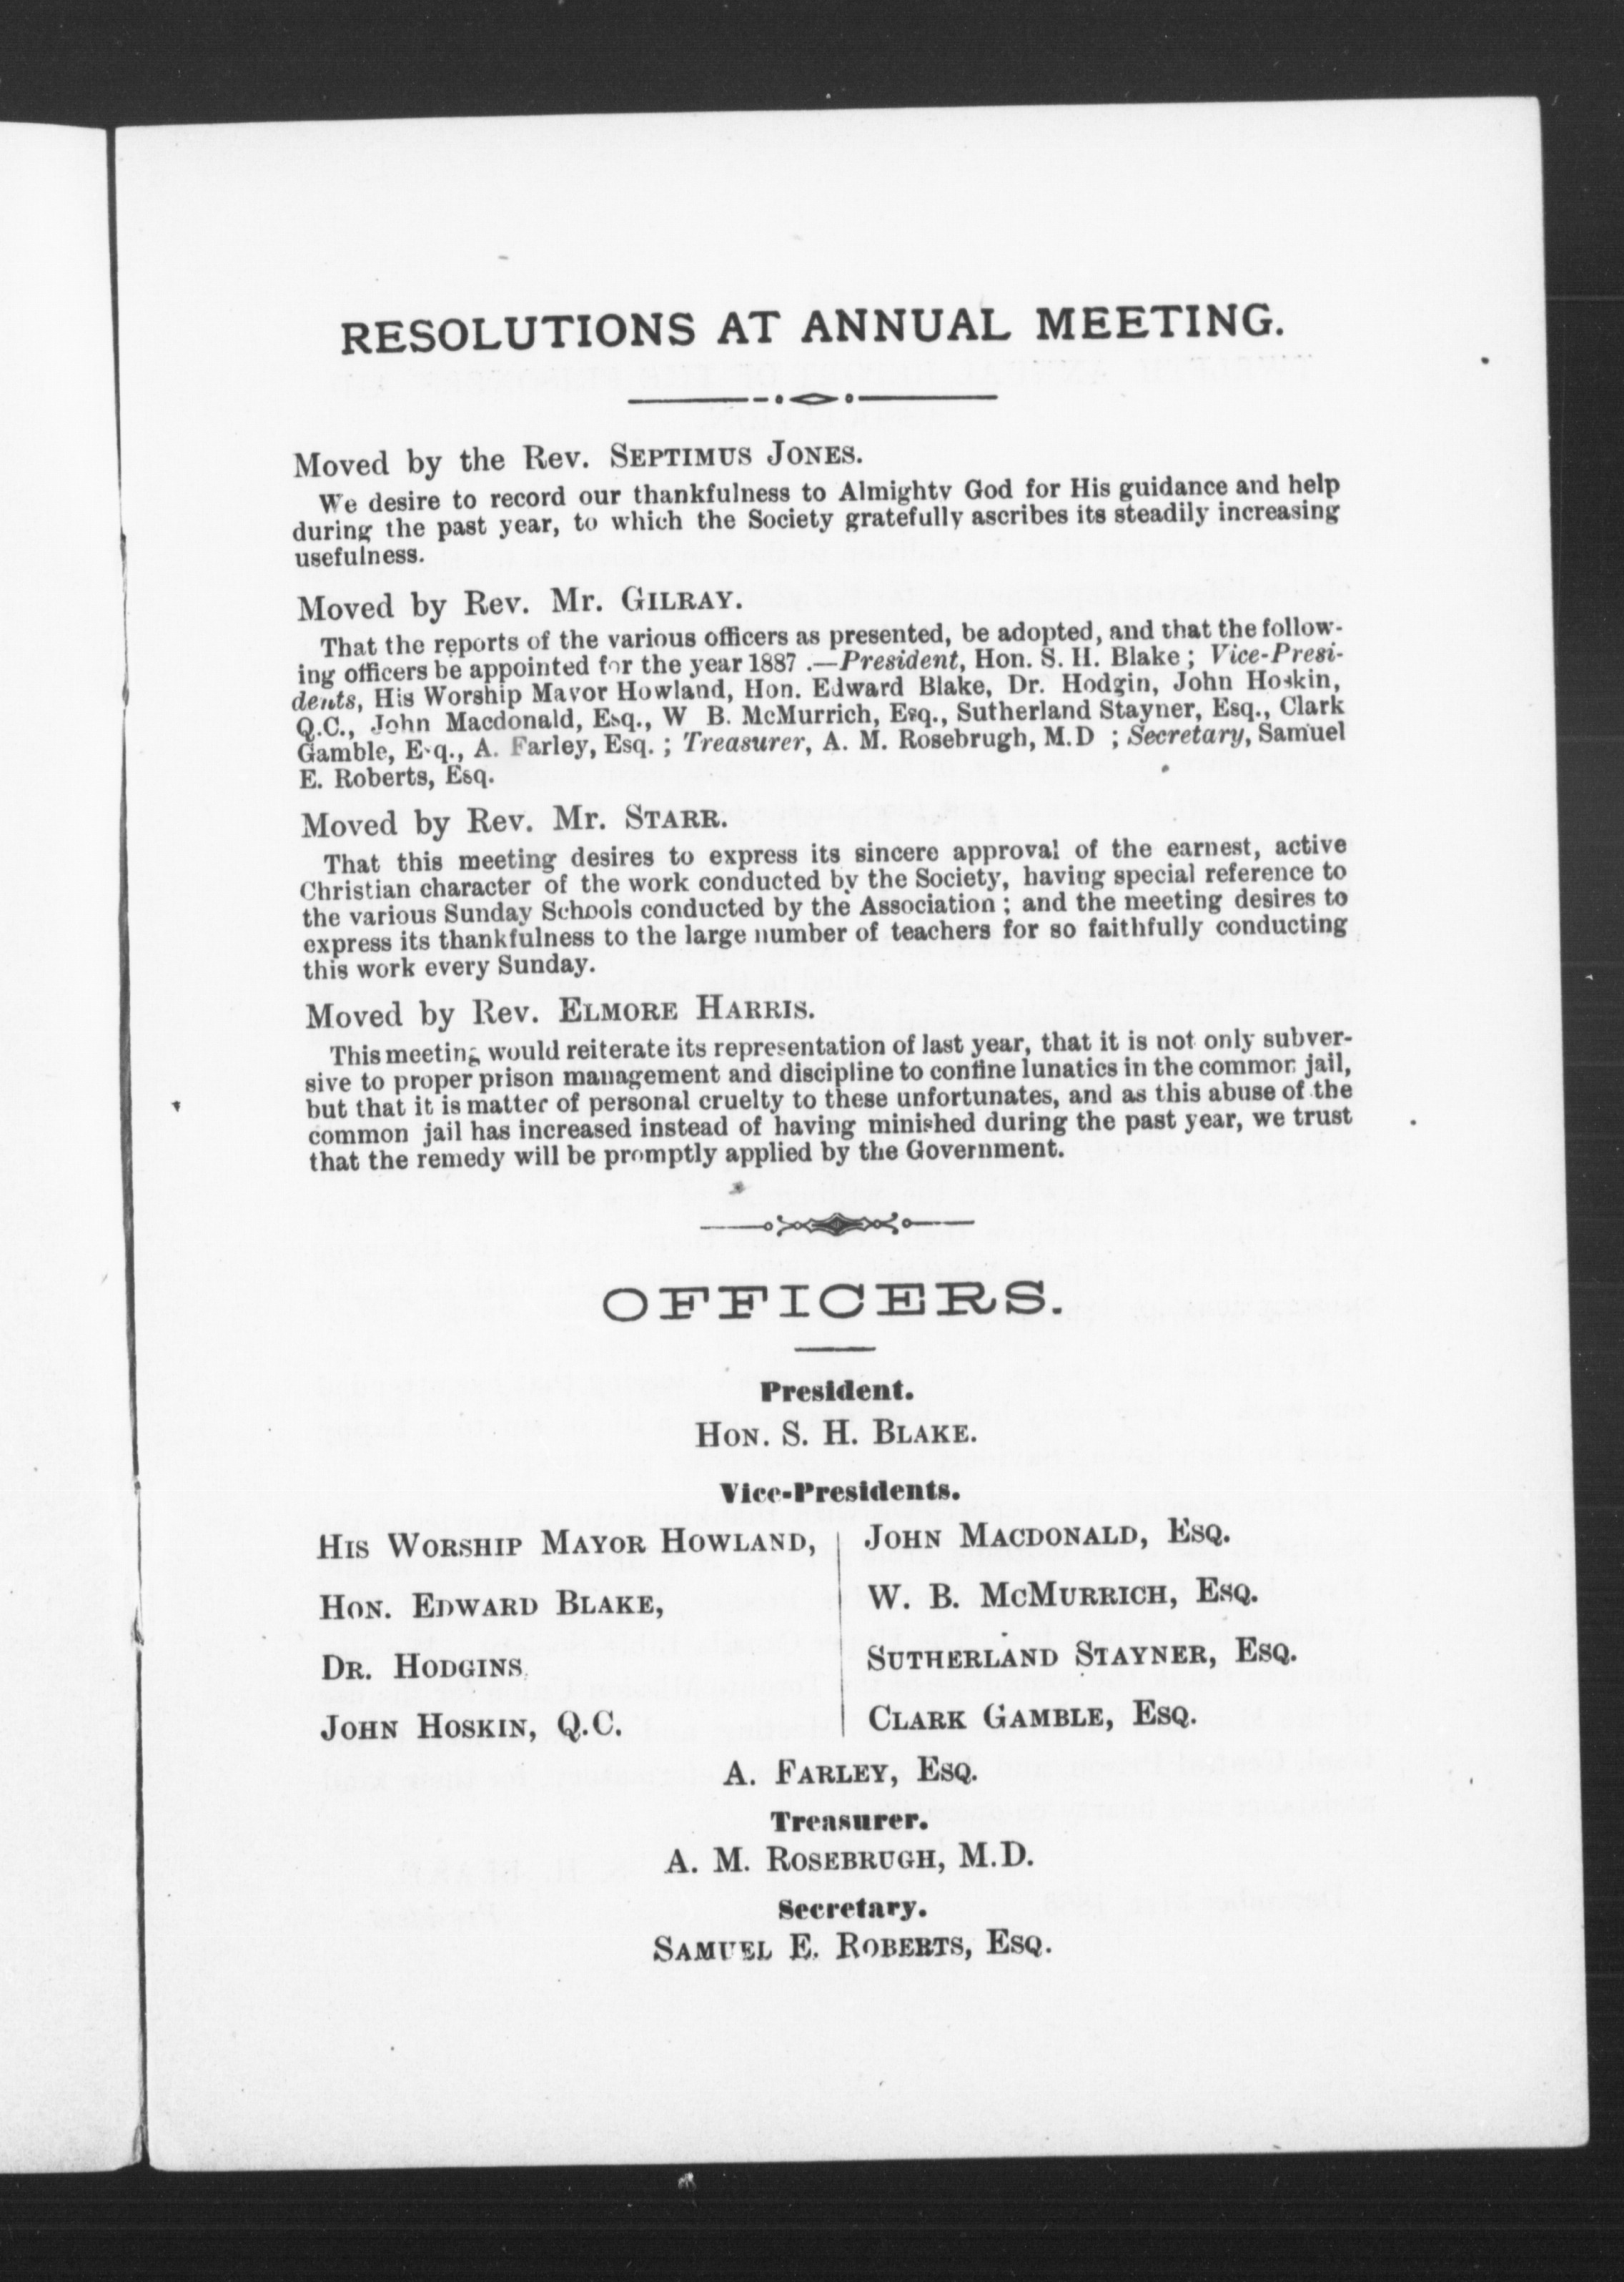 RESOLUTIONS AT ANNUAL MEETING.
Moved by the Rev. SEPTIMUS JONES.
We desire to record our thankfulness to Almighty God for His guidance and help
during the past year, to which the Society gratefully ascribes its steadily increasing
usefulness.
Moved by Rev. Mr. GILRAY.
That the reports of the various officers as presented, be adopted, and that the follow-
ing officers be appointed for the year 1887 .—President, Hon. S. H. Blake ; Vice-Presi-
dents, His Worship Mayor Howland, Hon. Edward Blake, Dr. Hodgin, John Hoskin,
Q.C., John Macdonald, Esq., W B. McMurrich, Esq., Sutherland Stayner, Esq., Clark
Gamble, Esq., A. Farley, Esq. ; Treasurer, A. M. Rosebrugh, M.D ; Secretary, Samuel
E. Roberts, Esq.
Moved by Rev. Mr. STARR.
That this meeting desires to express its sincere approval of the earnest, active
Christian character of the work conducted by the Society, having special reference to
the various Sunday Schools conducted by the Association ; and the meeting desires to
express its thankfulness to the large number of teachers for so faithfully conducting
this work every Sunday.
Moved by Rev. ELMORE HARRIS.
This meeting would reiterate its representation of last year, that it is not only subver-
sive to proper prison management and discipline to confine lunatics in the common jail,
but that it is matter of personal cruelty to these unfortunates, and as this abuse of the
common jail has increased instead of having minished during the past year, we trust
that the remedy will be promptly applied by the Government.
OFFICERS.
President.
HON. S. H. BLAKE.
Vice-Presidents.
HIS WORSHIP MAYOR HOWLAND,
HON. EDWARD BLAKE,
DR. HODGINS,
JOHN HOSKIN, Q.C.
JOHN MACDONALD, ESQ.
W. B. MCMURRICH, ESQ.
SUTHERLAND STAYNER, ESQ.
CLARK GAMBLE, ESQ.
A. FARLEY, ESQ.
Treasurer.
A. M. ROSEBRUGH, M.D.
Secretary.
SAMUEL E. ROBERTS, ESQ.